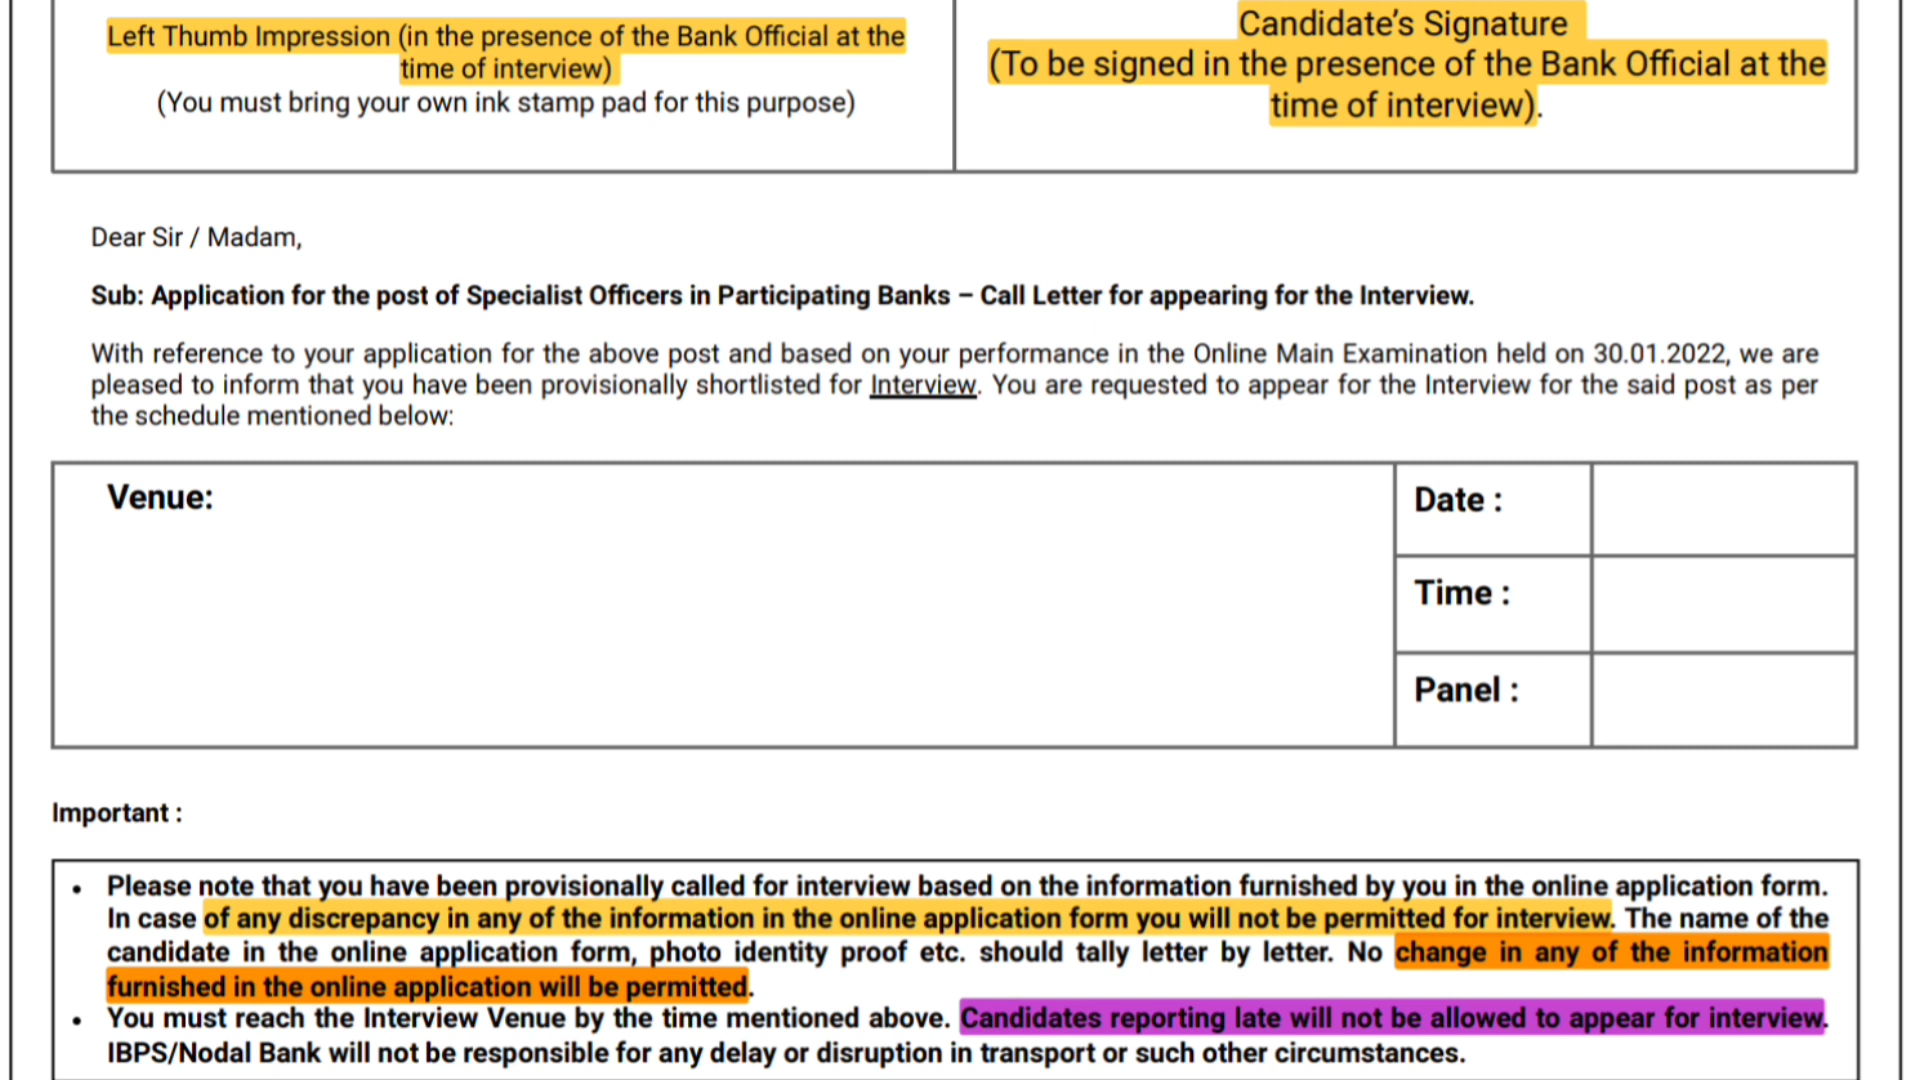 Left Thumb Impression (in the presence of the Bank Official at the
time of interview)
(You must bring your own ink stamp pad for this purpose)
Candidate's Signature
(To be signed in the presence of the Bank Official at the
time of interview).
Dear Sir / Madam,
Sub: Application for the post of Specialist Officers in Participating Banks – Call Letter for appearing for the Interview.
With reference to your application for the above post and based on your performance in the Online Main Examination held on 30.01.2022, we are
pleased to inform that you have been provisionally shortlisted for Interview. You are requested to appear for the Interview for the said post as per
the schedule mentioned below:
Venue:
Date :
Time :
Panel :
Important :
• Please note that you have been provisionally called for interview based on the information furnished by you in the online application form.
In case of any discrepancy in any of the information in the online application form you will not be permitted for interview. The name of the
candidate in the online application form, photo identity proof etc. should tally letter by letter. No change in any of the information
furnished in the online application will be permitted.
• You must reach the Interview Venue by the time mentioned above. Candidates reporting late will not be allowed to appear for interview.
IBPS/Nodal Bank will not be responsible for any delay or disruption in transport or such other circumstances.